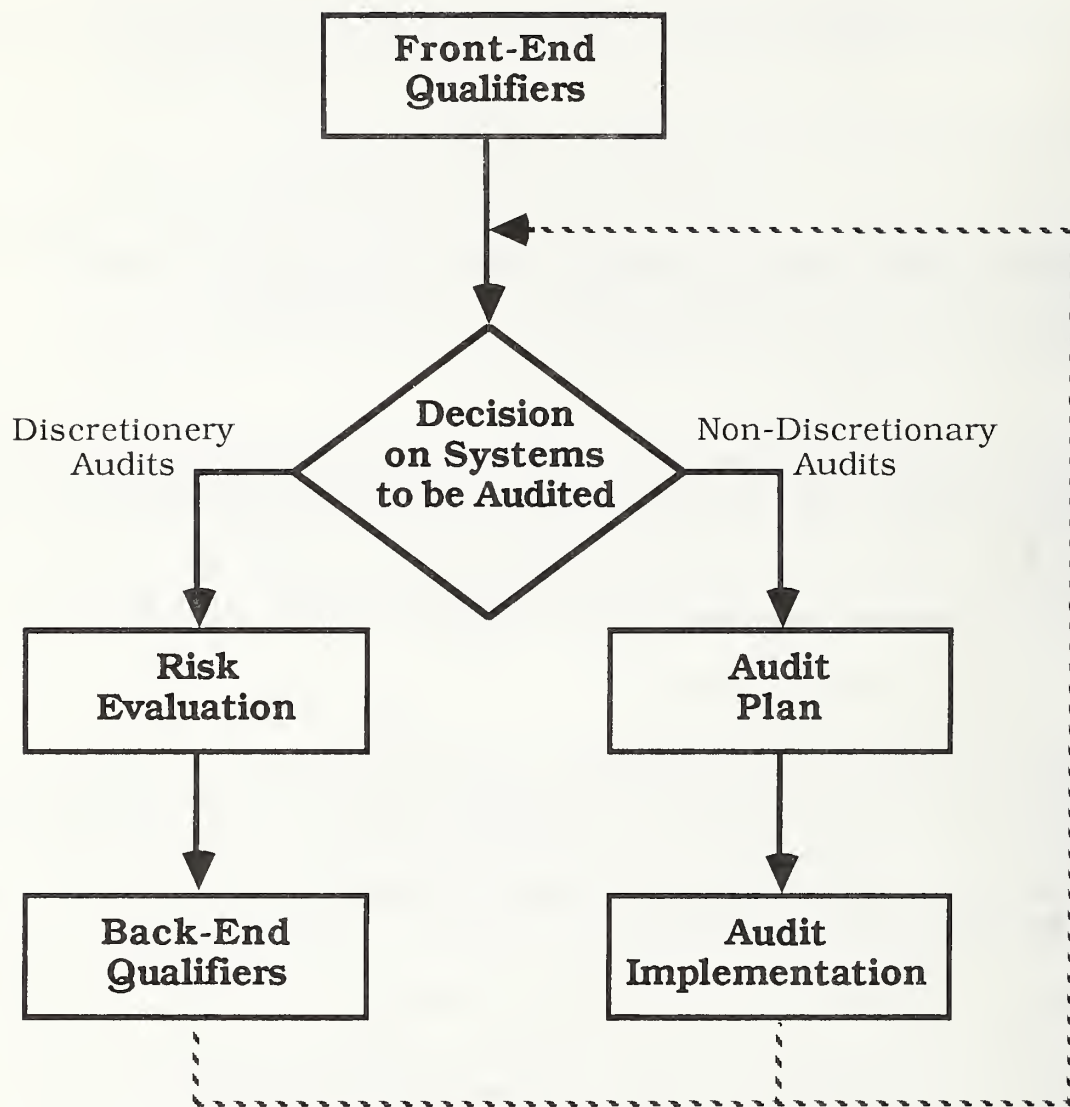 Front-End
Qualifiers
Discretionery
Audits
Decision
on Systems
to be Audited
Non-Discretionary
Audits
Risk
Evaluation
Audit
Plan
Back-End
Qualifiers
Audit
Implementation